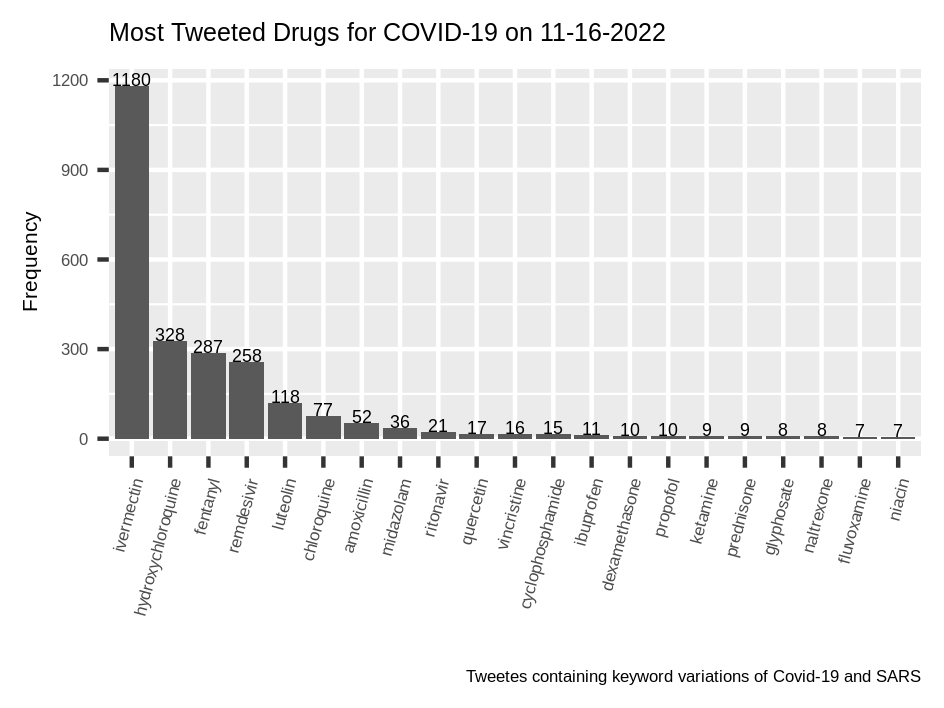 Most Tweeted Drugs for COVID-19 on 11-16-2022
Frequency
1200
900
600
300
0
1180
328
287
258
118
77
52
36
21
17
16
15
11
10
10
9
9
8
8
7
7
ivermectin
hydroxychloroquine
fentanyl
remdesivir
luteolin
chloroquine
amoxicillin
midazolam
ritonavir
quercetin
vincristine
cyclophosphamide
ibuprofen
dexamethasone
propofol
ketamine
prednisone
glyphosate
naltrexone
fluvoxamine
niacin
Tweetes containing keyword variations of Covid-19 and SARS